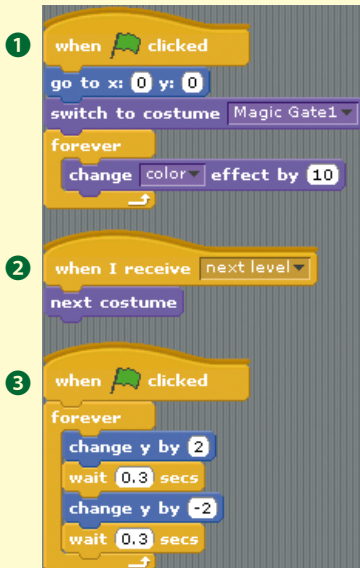 1
when clicked
go to x: 0 y: 0
switch to costume Magic Gate1
forever
change color effect by 10
2
when I receive next level
next costume
3
when clicked
forever
change y by 2
wait 0.3 secs
change y by -2
wait 0.3 secs